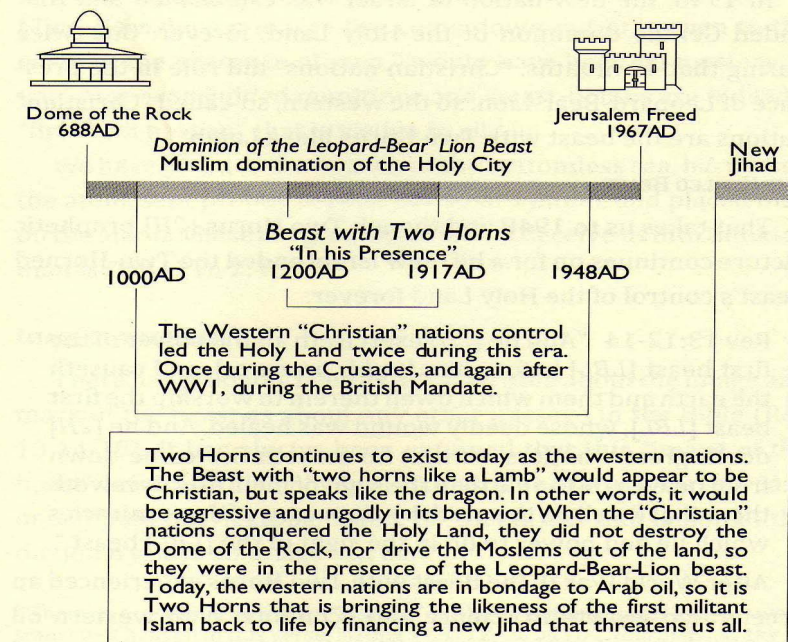 Dome of the Rock
688AD
Jerusalem Freed
1967AD
Dominion of the Leopard-Bear' Lion Beast
Muslim domination of the Holy City
New
Jihad
Beast with Two Horns
“In this Presence”
1000AD
1200AD
1917AD
1948AD
The Western “Christian” nations control
led the Holy Land twice during this era.
Once during the Crusades, and again after
WW1, during the British Mandate.
Two Horns continues to exist today as the western nations.
The Beast with “two horns like a Lamb” would appear to be
Christian, but speaks like the dragon. In other words, it would
be aggressive and ungodly in its behavior. When the “Christian”
nations conquered the Holy Land, they did not destroy the
Dome of the Rock, nor drive the Moslems out of the land, so
they were in the presence of the Leopard-Bear-Lion beast.
Today, the western nations are in bondage to Arab oil, so it is
Two Horns that is bringing the likeness of the first militant
Islam back to life by financing a new Jihad that threatens us all.